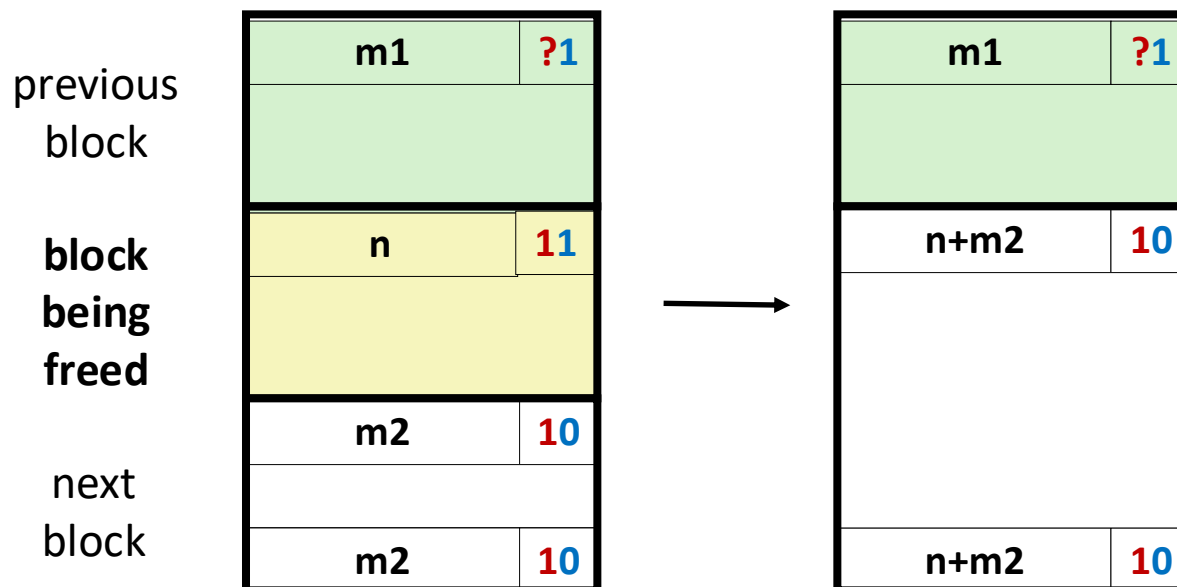 previous
block
m1 ?1
block
being
freed
n 11
next
block
m2 10
m2 10
m1 ?1
n+m2 10
n+m2 10